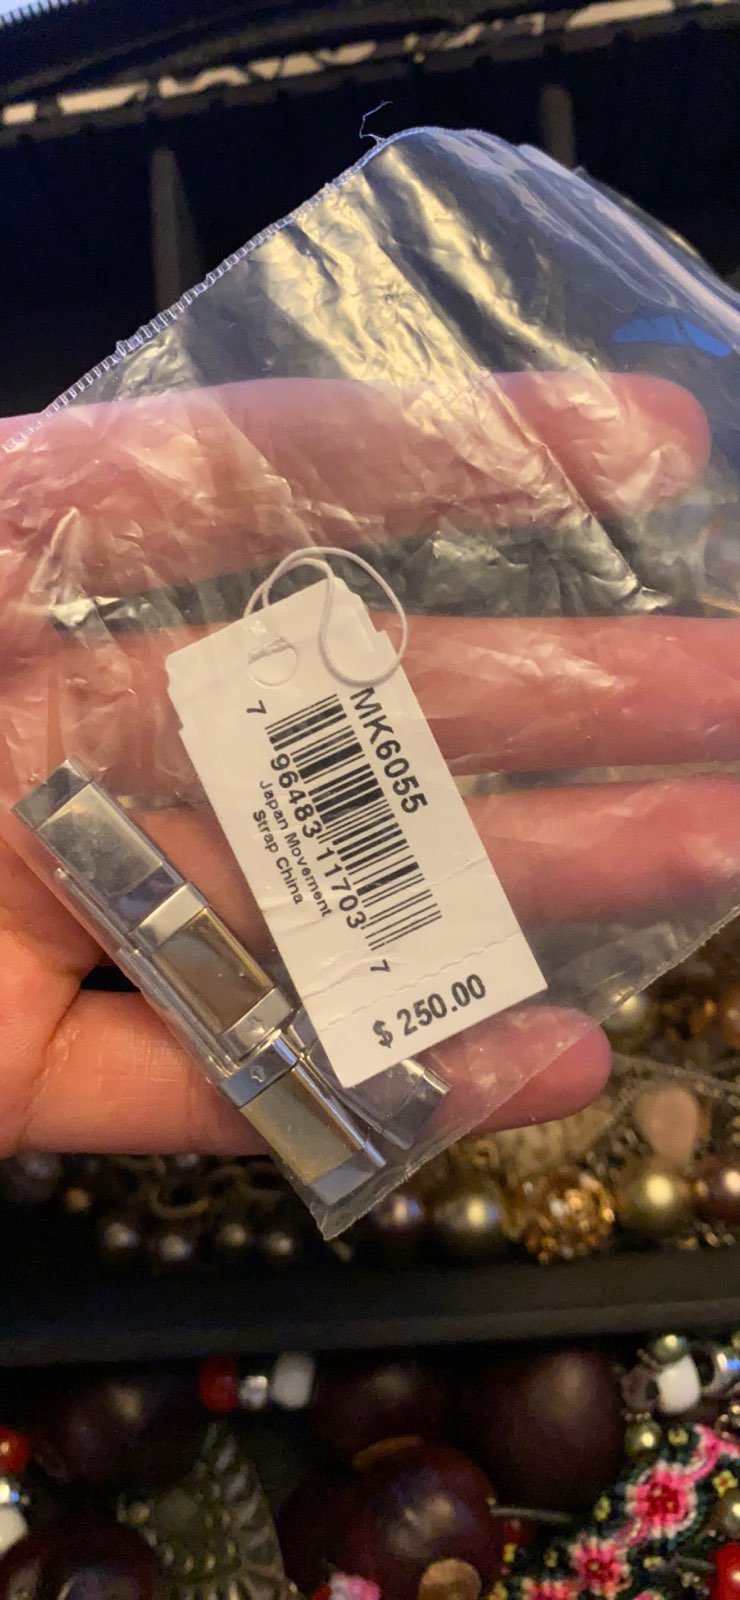 MK6055
7 96483 11703 7
Japan Movement
Strap China
$ 250.00